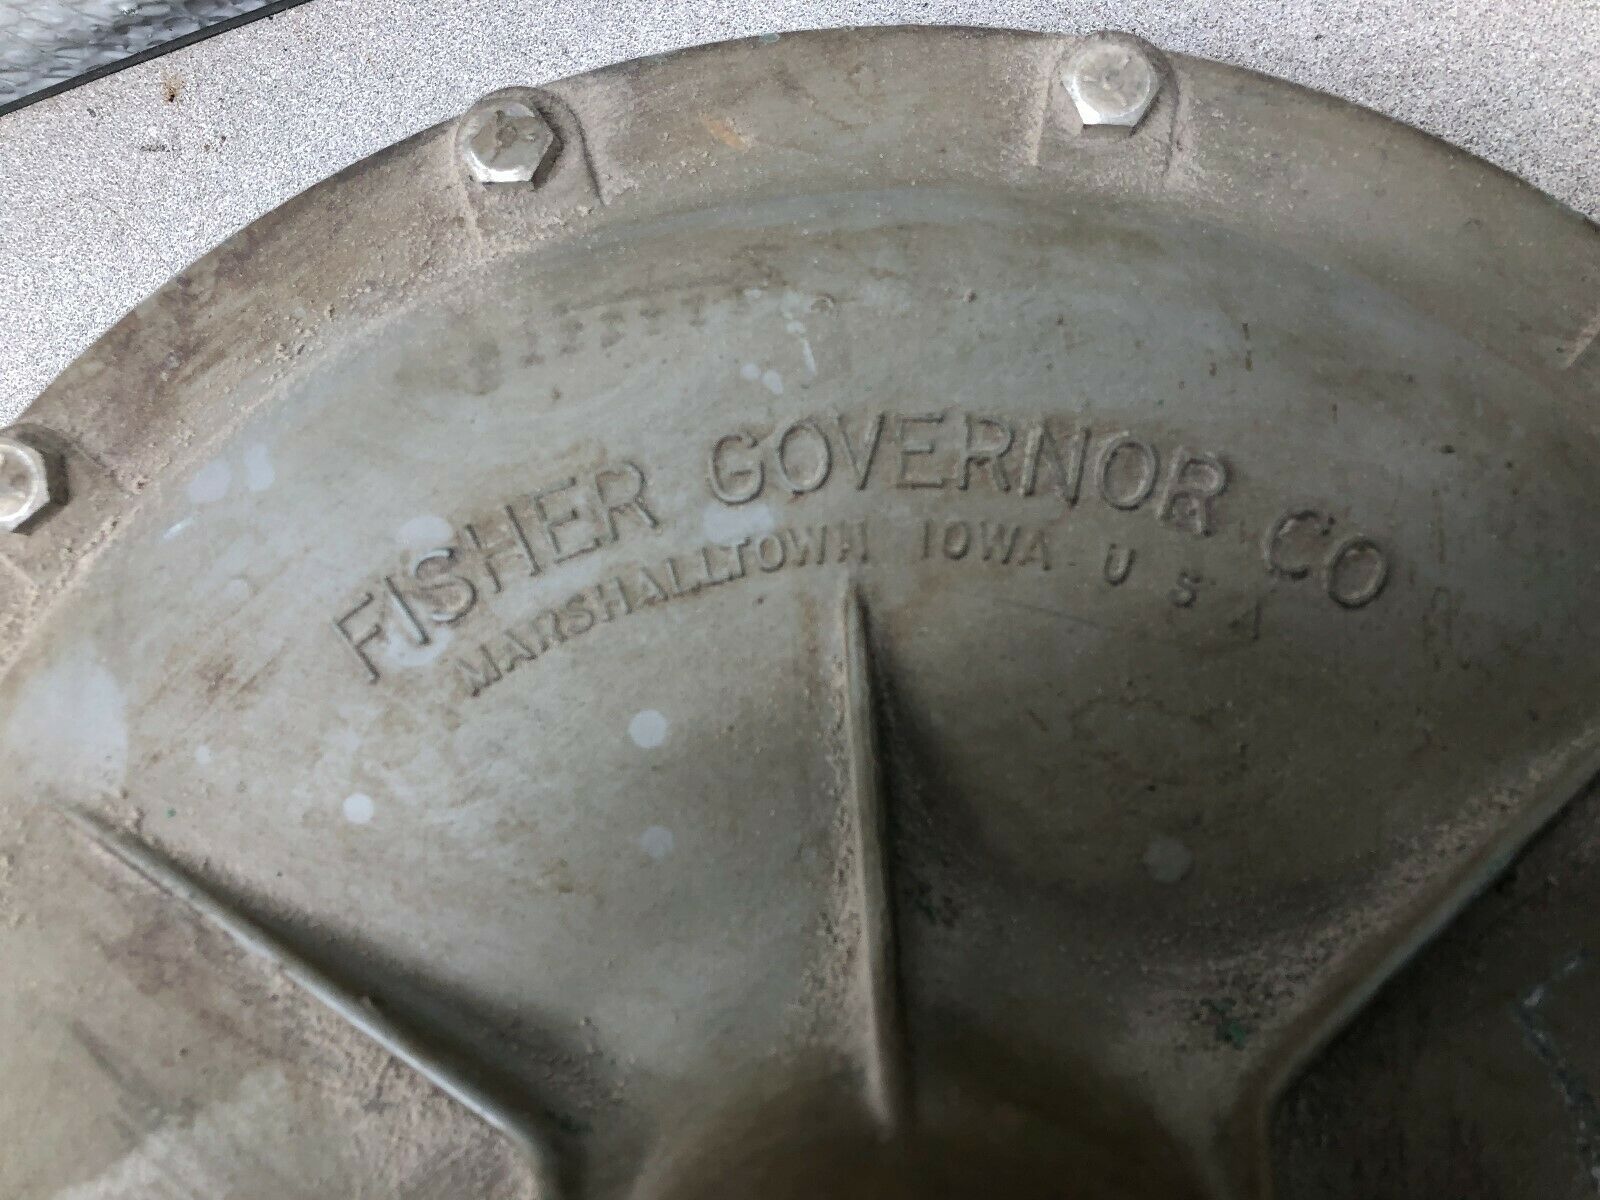 FISHER GOVERNOR CO
MARSHALLTOWN IOWA U S A